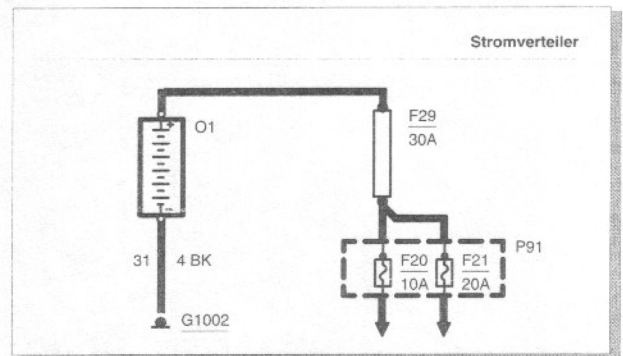 Stromverteiler
+
O1
F29
30A
−
31 4 BK
G1002
P91
F20
10A
F21
20A